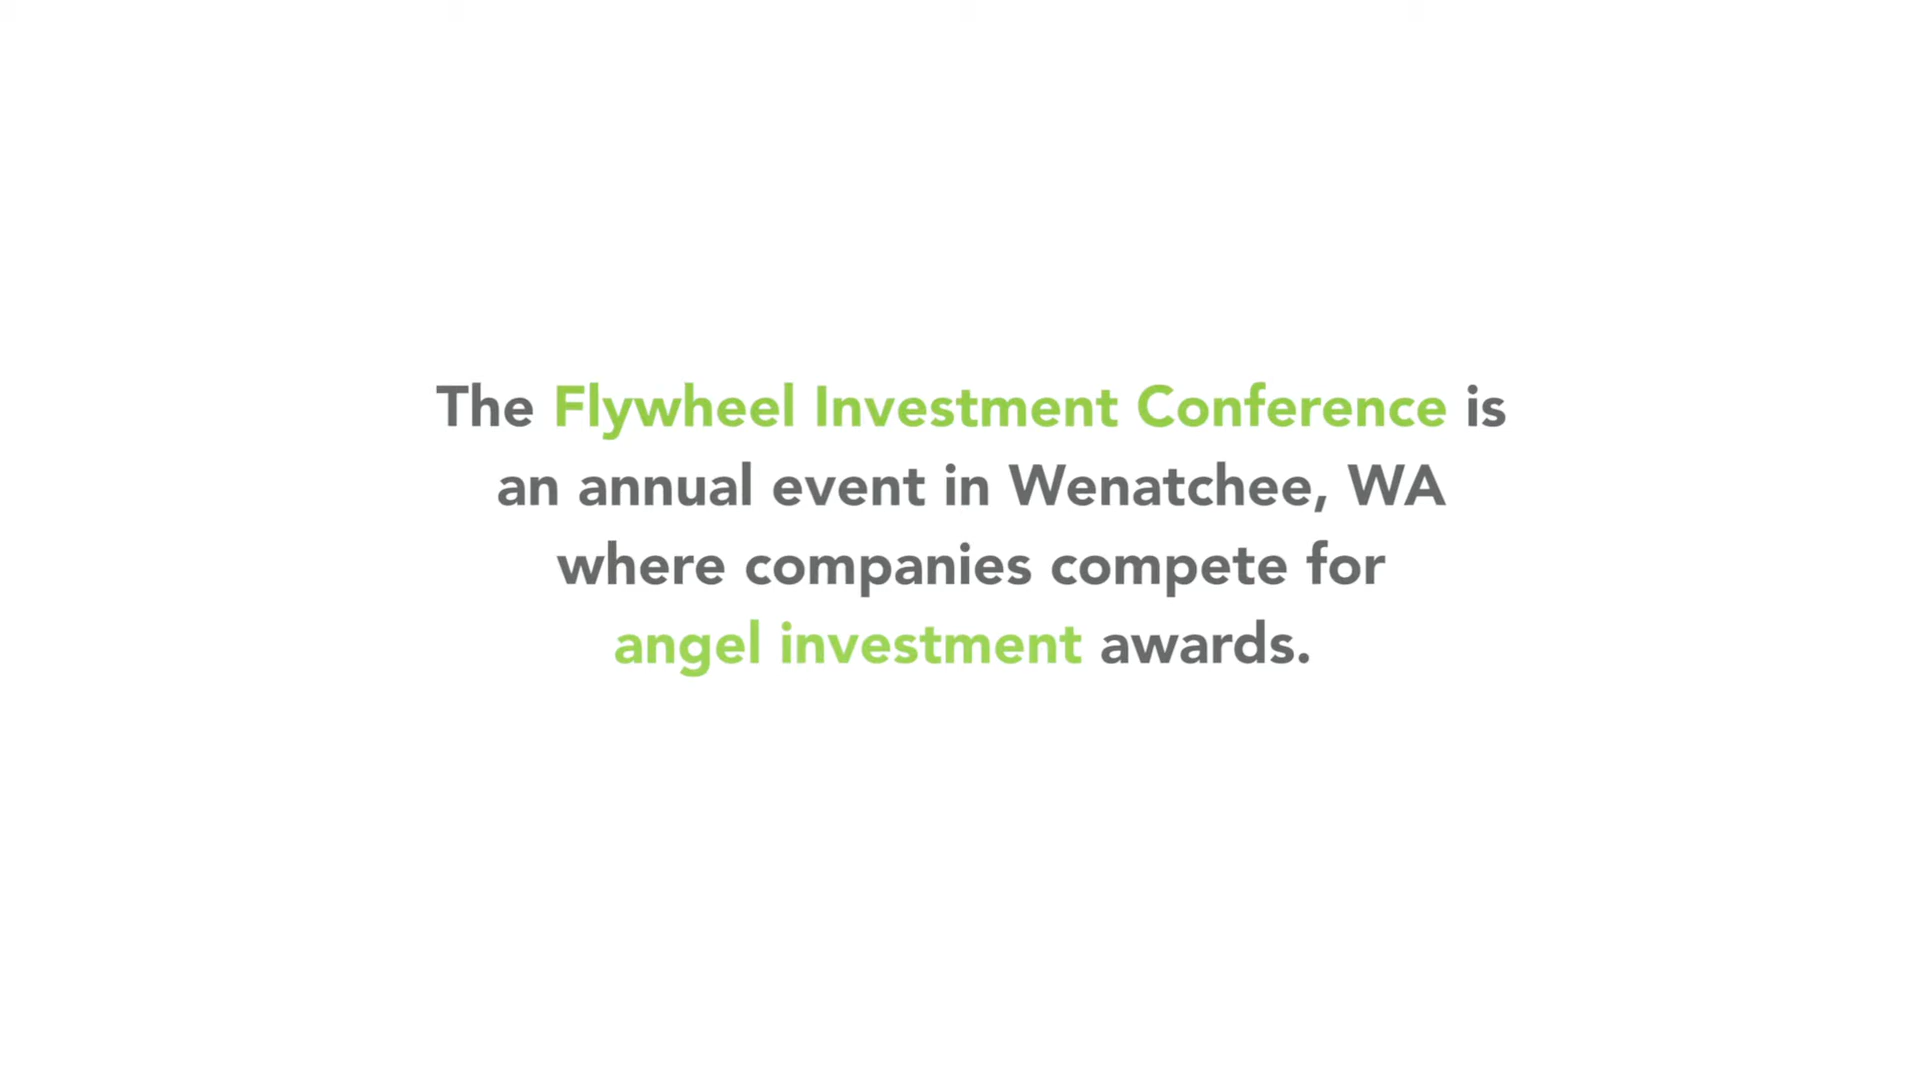 The Flywheel Investment Conference is
an annual event in Wenatchee, WA
where companies compete for
angel investment awards.